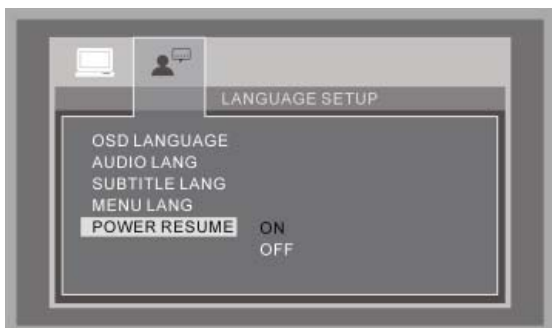 LANGUAGE SETUP
OSD LANGUAGE
AUDIO LANG
SUBTITLE LANG
MENU LANG
POWER RESUME ON
OFF